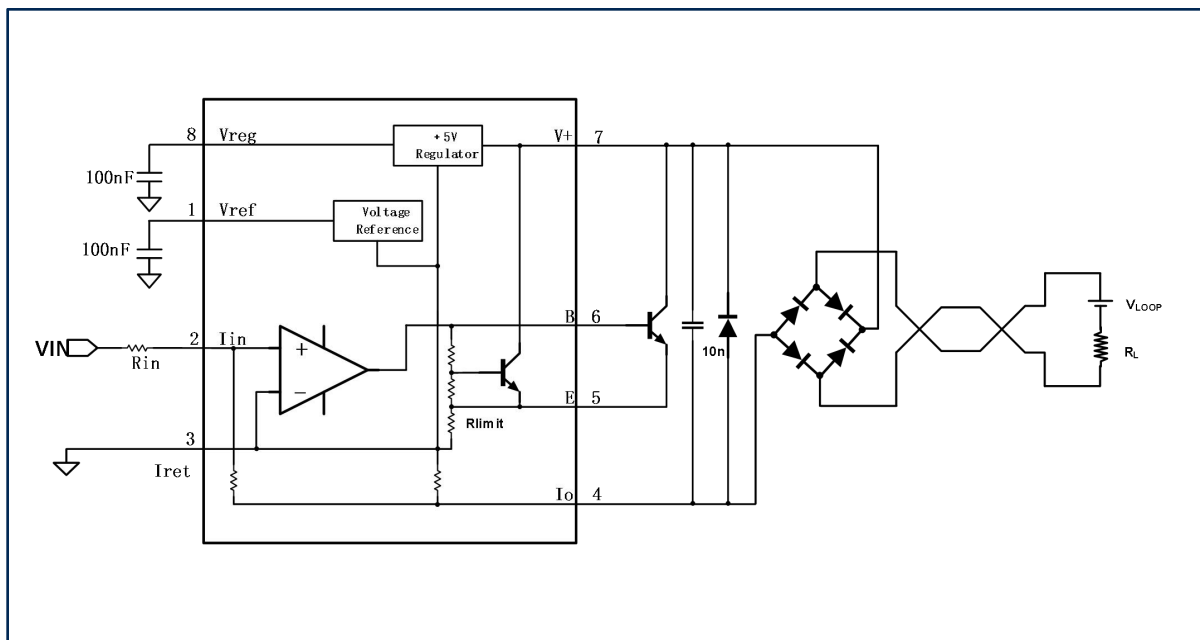 8 Vreg
+5V
Regulator
V+ 7
100nF
1 Vref
Voltage
Reference
100nF
VIN
Rin
2 Iin
+
−
B 6
10n
E 5
Rlimit
3
Iret
Io 4
VLOOP
RL